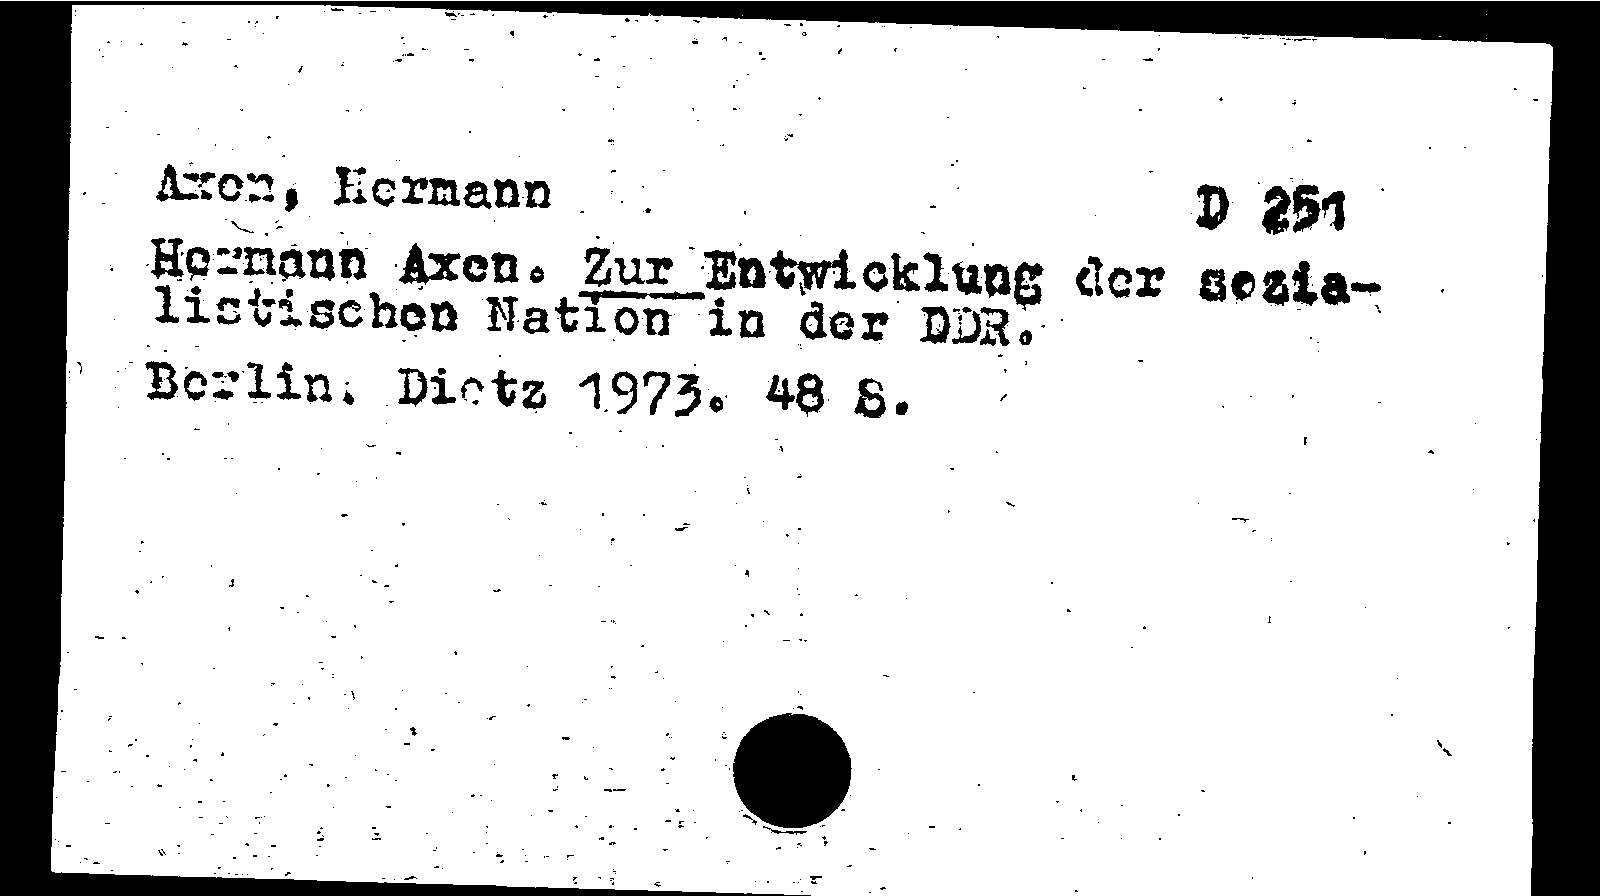 Axen, Hermann
D 251
Hermann Axen. Zur Entwicklung der sozia-
listischen Nation in der DDR.
Berlin. Dietz 1973. 48 S.